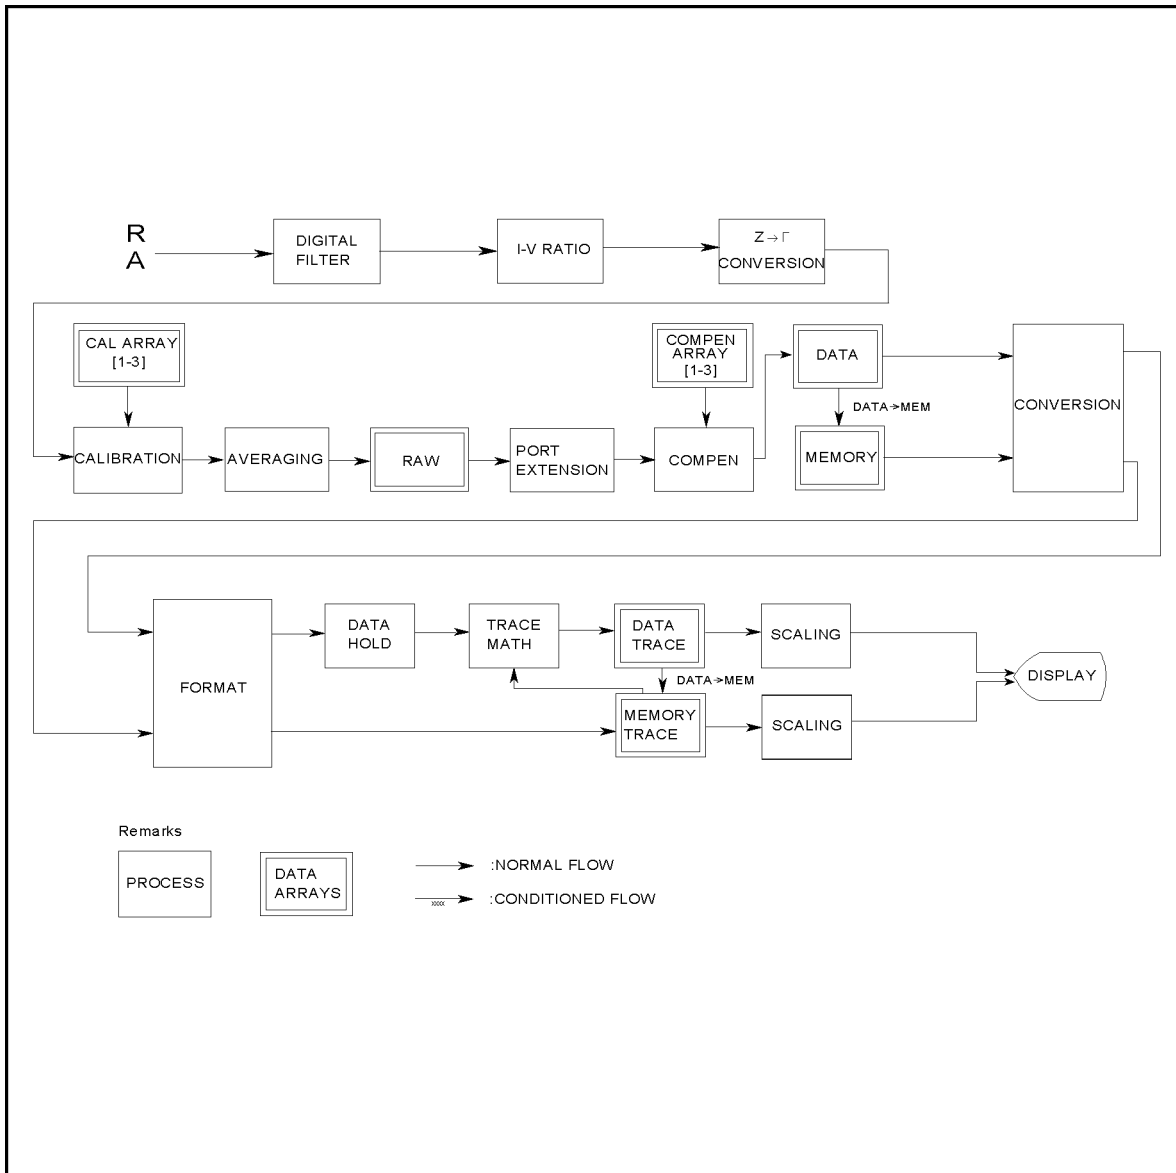 R
A
DIGITAL
FILTER
I-V RATIO
Z→Γ
CONVERSION
CAL ARRAY
[1-3]
COMPEN
ARRAY
[1-3]
DATA
DATA→MEM
CONVERSION
CALIBRATION
AVERAGING
RAW
PORT
EXTENSION
COMPEN
MEMORY
FORMAT
DATA
HOLD
TRACE
MATH
DATA
TRACE
SCALING
DATA→MEM
DISPLAY
MEMORY
TRACE
SCALING
Remarks
PROCESS
DATA
ARRAYS
:NORMAL FLOW
xxxx
:CONDITIONED FLOW